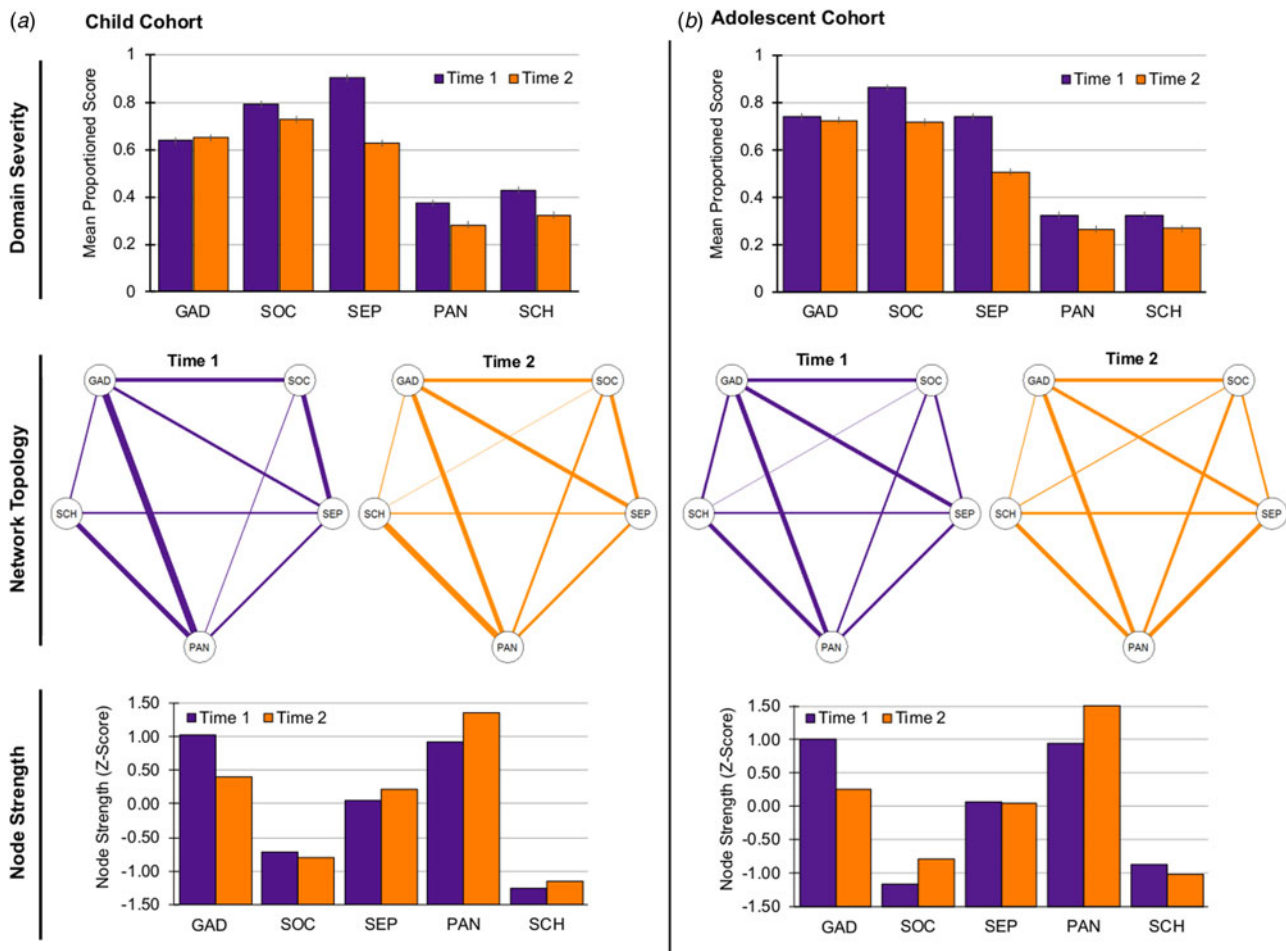 (a) Child Cohort
Domain Severity
Mean Proportioned Score
1
0.8
0.6
0.4
0.2
0
Time 1 Time 2
GAD SOC SEP PAN SCH
Network Topology
Time 1
GAD SOC
SCH SEP
PAN
Time 2
GAD SOC
SCH SEP
PAN
Node Strength
Node Strength (Z-Score)
1.50
1.00
0.50
0.00
-0.50
-1.00
-1.50
Time 1 Time 2
GAD SOC SEP PAN SCH
(b) Adolescent Cohort
Mean Proportioned Score
1
0.8
0.6
0.4
0.2
0
Time 1 Time 2
GAD SOC SEP PAN SCH
Time 1
GAD SOC
SCH SEP
PAN
Time 2
GAD SOC
SCH SEP
PAN
Node Strength (Z-Score)
1.50
1.00
0.50
0.00
-0.50
-1.00
-1.50
Time 1 Time 2
GAD SOC SEP PAN SCH